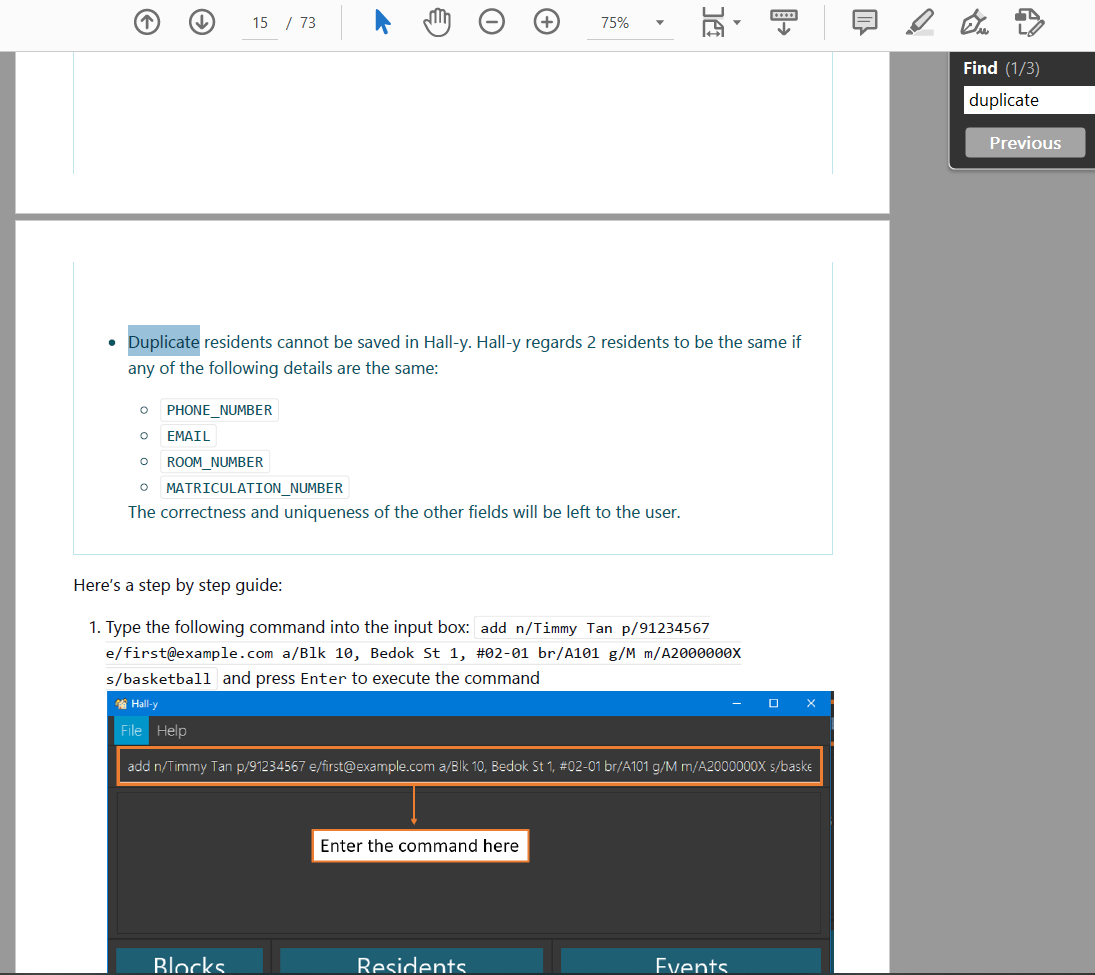 15 / 73
75%
Find (1/3)
duplicate
Previous
• Duplicate residents cannot be saved in Hall-y. Hall-y regards 2 residents to be the same if
any of the following details are the same:
PHONE_NUMBER
EMAIL
ROOM_NUMBER
MATRICULATION_NUMBER
The correctness and uniqueness of the other fields will be left to the user.
Here's a step by step guide:
1. Type the following command into the input box: add n/Timmy Tan p/91234567
e/first@example.com a/Blk 10, Bedok St 1, #02-01 br/A101 g/M m/A2000000X
s/basketball and press Enter to execute the command
Hall-y
File Help
add n/Timmy Tan p/91234567 e/first@example.com a/Blk 10, Bedok St 1, #02-01 br/A101 g/M m/A2000000X s/baske
Enter the command here
Blocks Residents Events